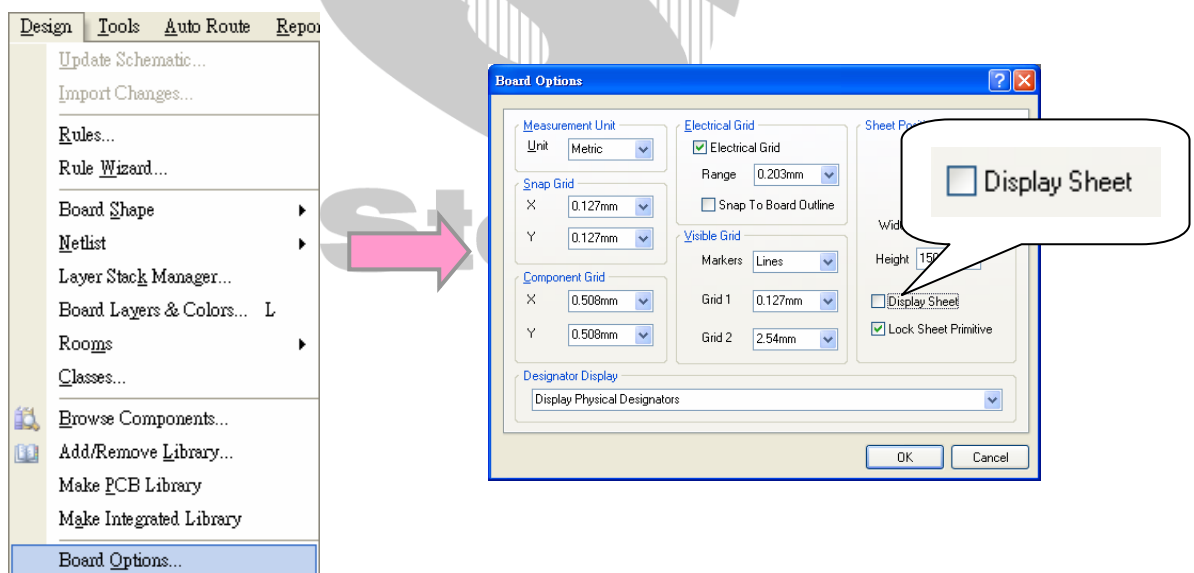 Design Tools Auto Route
Update Schematic...
Import Changes...
Rules...
Rule Wizard...
Board Shape
Netlist
Layer Stack Manager...
Board Layers & Colors... L
Rooms
Classes...
Browse Components...
Add/Remove Library...
Make PCB Library
Make Integrated Library
Board Options...
Board Options
Measurement Unit
Unit Metric
Snap Grid
X 0.127mm
Y 0.127mm
Component Grid
X 0.508mm
Y 0.508mm
Electrical Grid
Electrical Grid
Range 0.203mm
Snap To Board Outline
Visible Grid
Markers Lines
Grid 1 0.127mm
Grid 2 2.54mm
Sheet
Height
Display Sheet
Lock Sheet Primitive
Display Sheet
Designator Display
Display Physical Designators
OK Cancel